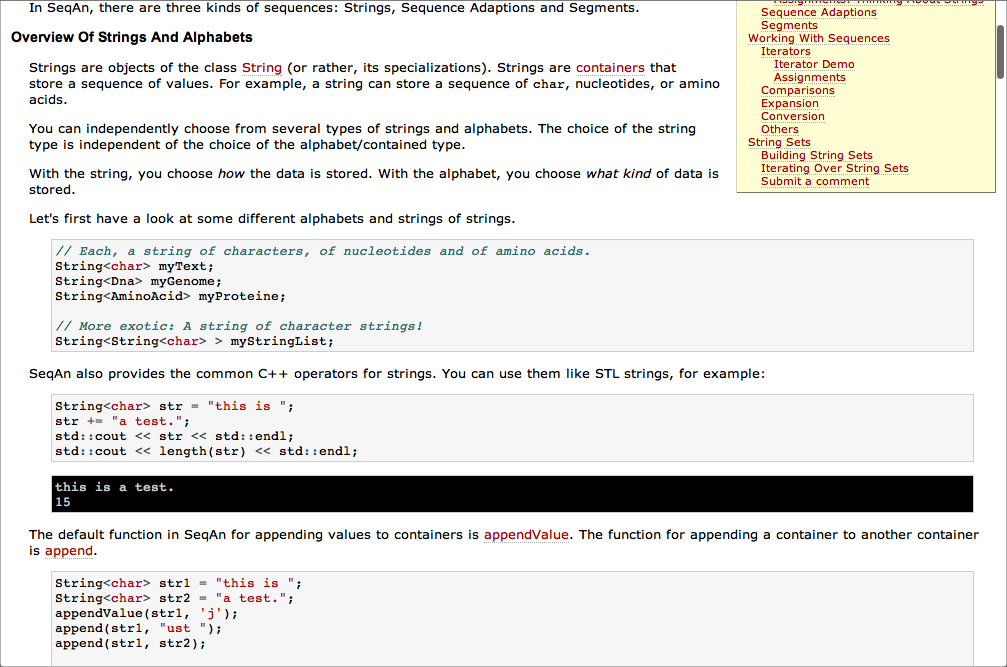 In SeqAn, there are three kinds of sequences: Strings, Sequence Adaptions and Segments.
Overview Of Strings And Alphabets
Strings are objects of the class String (or rather, its specializations). Strings are containers that
store a sequence of values. For example, a string can store a sequence of char, nucleotides, or amino
acids.
You can independently choose from several types of strings and alphabets. The choice of the string
type is independent of the choice of the alphabet/contained type.
With the string, you choose how the data is stored. With the alphabet, you choose what kind of data is
stored.
Let's first have a look at some different alphabets and strings of strings.
Assignments: Thinking About Strings
Sequence Adaptions
Segments
Working With Sequences
Iterators
Iterator Demo
Assignments
Comparisons
Expansion
Conversion
Others
String Sets
Building String Sets
Iterating Over String Sets
Submit a comment
// Each, a string of characters, of nucleotides and of amino acids.
String<char> myText;
String<Dna> myGenome;
String<AminoAcid> myProteine;
// More exotic: A string of character strings!
String<String<char> > myStringList;
SeqAn also provides the common C++ operators for strings. You can use them like STL strings, for example:
String<char> str = "this is ";
str += "a test.";
std::cout << str << std::endl;
std::cout << length(str) << std::endl;
this is a test.
15
The default function in SeqAn for appending values to containers is appendValue. The function for appending a container to another container
is append.
String<char> str1 = "this is ";
String<char> str2 = "a test.";
appendValue(str1, 'j');
append(str1, "ust ");
append(str1, str2);